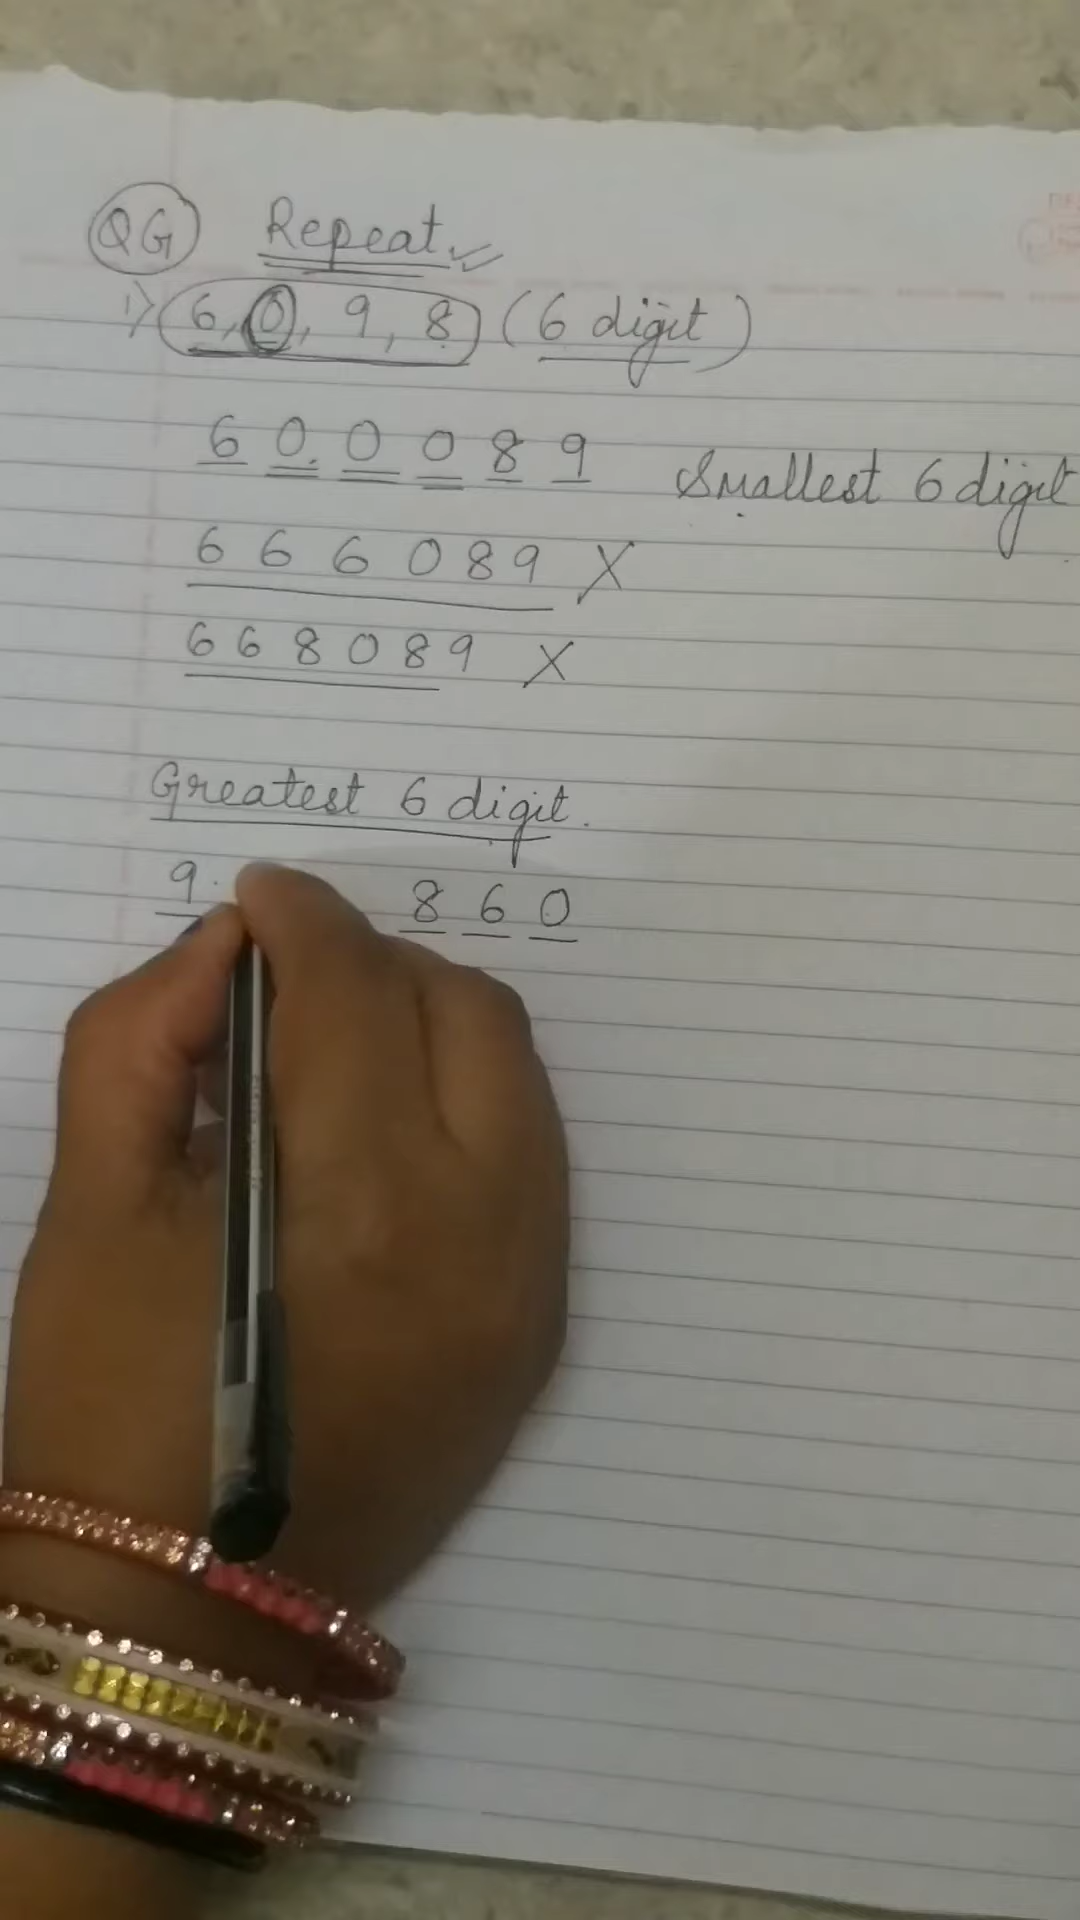 QG Repeat
1) 6, 0, 9, 8 (6 digit)
6 0 0 0 8 9 Smallest 6 digit
6 6 6 0 8 9 X
6 6 8 0 8 9 X
Greatest 6 digit.
9 8 6 0